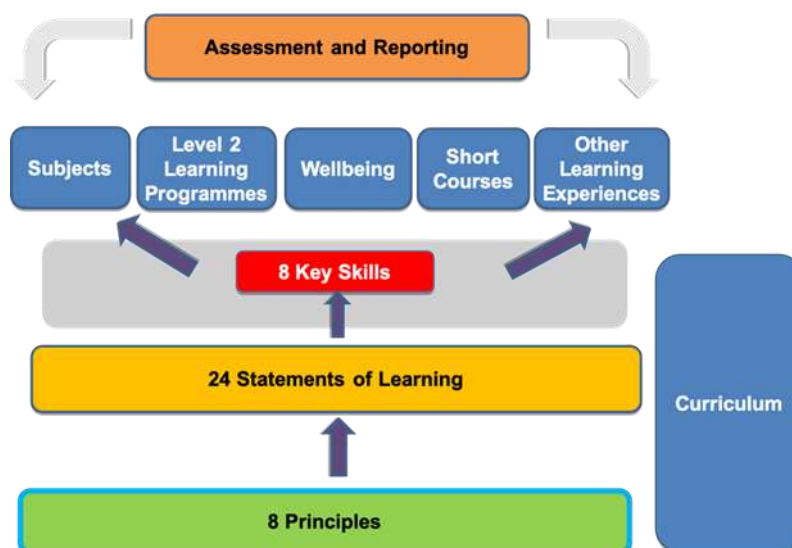 Assessment and Reporting
Subjects
Level 2
Learning
Programmes
Wellbeing
Short
Courses
Other
Learning
Experiences
8 Key Skills
24 Statements of Learning
Curriculum
8 Principles